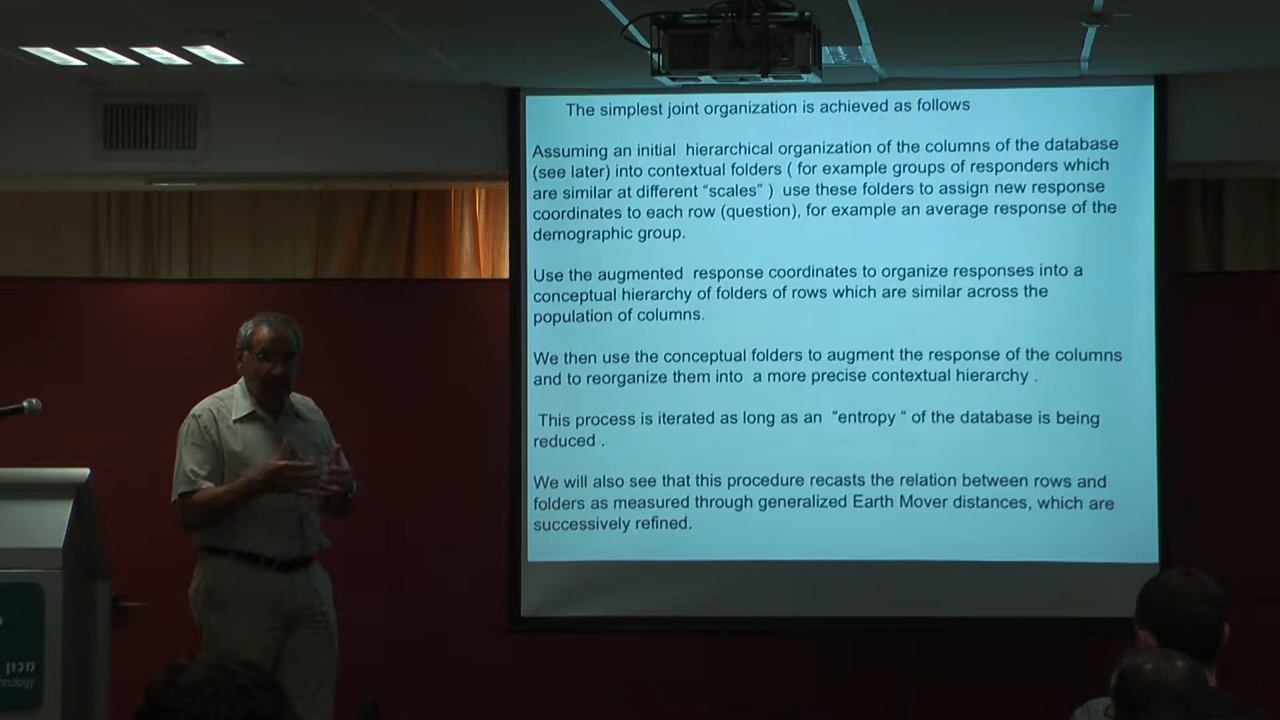 The simplest joint organization is achieved as follows
Assuming an initial hierarchical organization of the columns of the database
(see later) into contextual folders ( for example groups of responders which
are similar at different “scales” ) use these folders to assign new response
coordinates to each row (question), for example an average response of the
demographic group.
Use the augmented response coordinates to organize responses into a
conceptual hierarchy of folders of rows which are similar across the
population of columns.
We then use the conceptual folders to augment the response of the columns
and to reorganize them into a more precise contextual hierarchy .
This process is iterated as long as an “entropy “ of the database is being
reduced .
We will also see that this procedure recasts the relation between rows and
folders as measured through generalized Earth Mover distances, which are
successively refined.
מכון